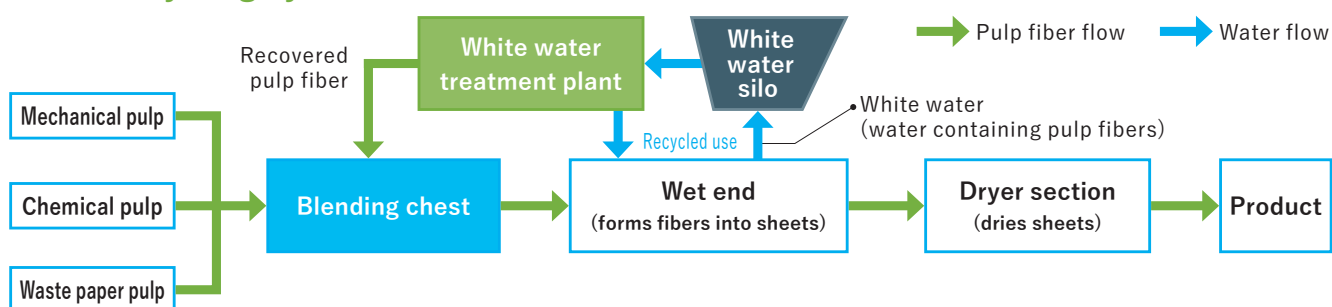 Pulp fiber flow
Water flow
Recovered
pulp fiber
White water
treatment plant
White
water
silo
White water
(water containing pulp fibers)
Recycled use
Mechanical pulp
Chemical pulp
Waste paper pulp
Blending chest
Wet end
(forms fibers into sheets)
Dryer section
(dries sheets)
Product